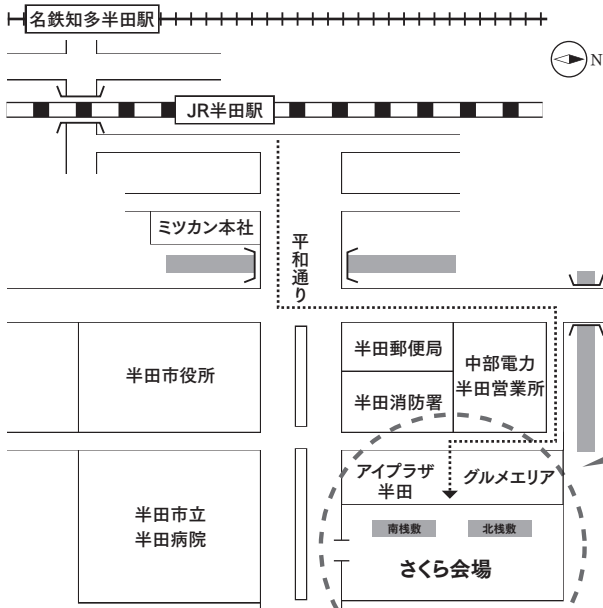 名鉄知多半田駅
N
JR半田駅
ミツカン本社
平和通り
半田市役所
半田郵便局
半田消防署
中部電力
半田営業所
アイプラザ
半田
グルメエリア
半田市立
半田病院
南桟敷
北桟敷
さくら会場